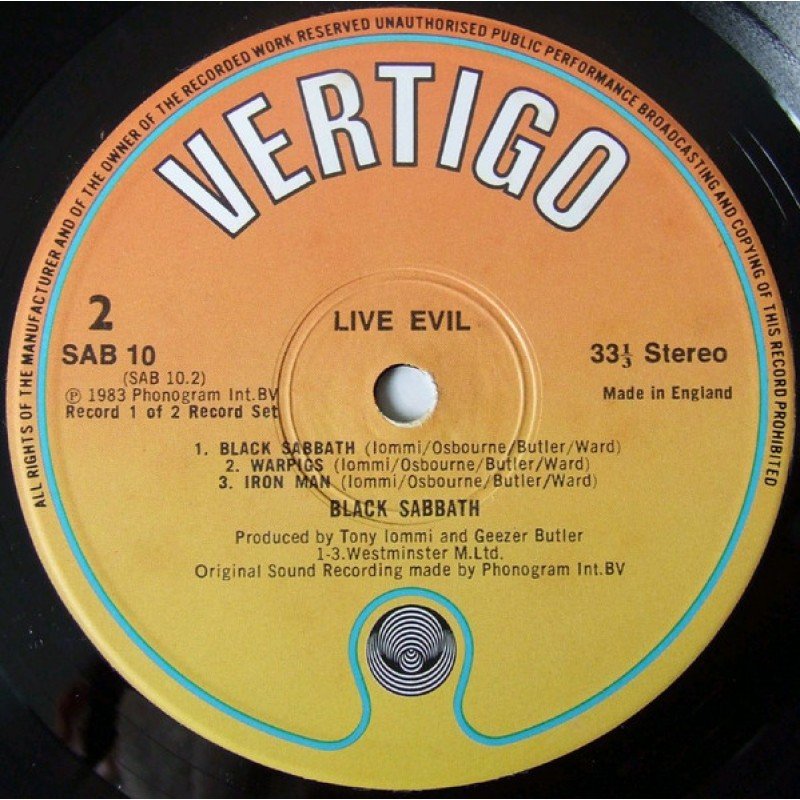 ALL RIGHTS OF THE MANUFACTURER AND OF THE OWNER OF THE RECORDED WORK RESERVED UNAUTHORISED PUBLIC PERFORMANCE BROADCASTING AND COPYING OF THIS RECORD PROHIBITED
VERTIGO
LIVE EVIL
2
SAB 10
(SAB 10.2)
℗ 1983 Phonogram Int.BV
Record 1 of 2 Record Set
33⅓ Stereo
Made in England
1. BLACK SABBATH (Iommi/Osbourne/Butler/Ward)
2. WARPIGS (Iommi/Osbourne/Butler/Ward)
3. IRON MAN (Iommi/Osbourne/Butler/Ward)
BLACK SABBATH
Produced by Tony Iommi and Geezer Butler
1-3.Westminster M.Ltd.
Original Sound Recording made by Phonogram Int.BV